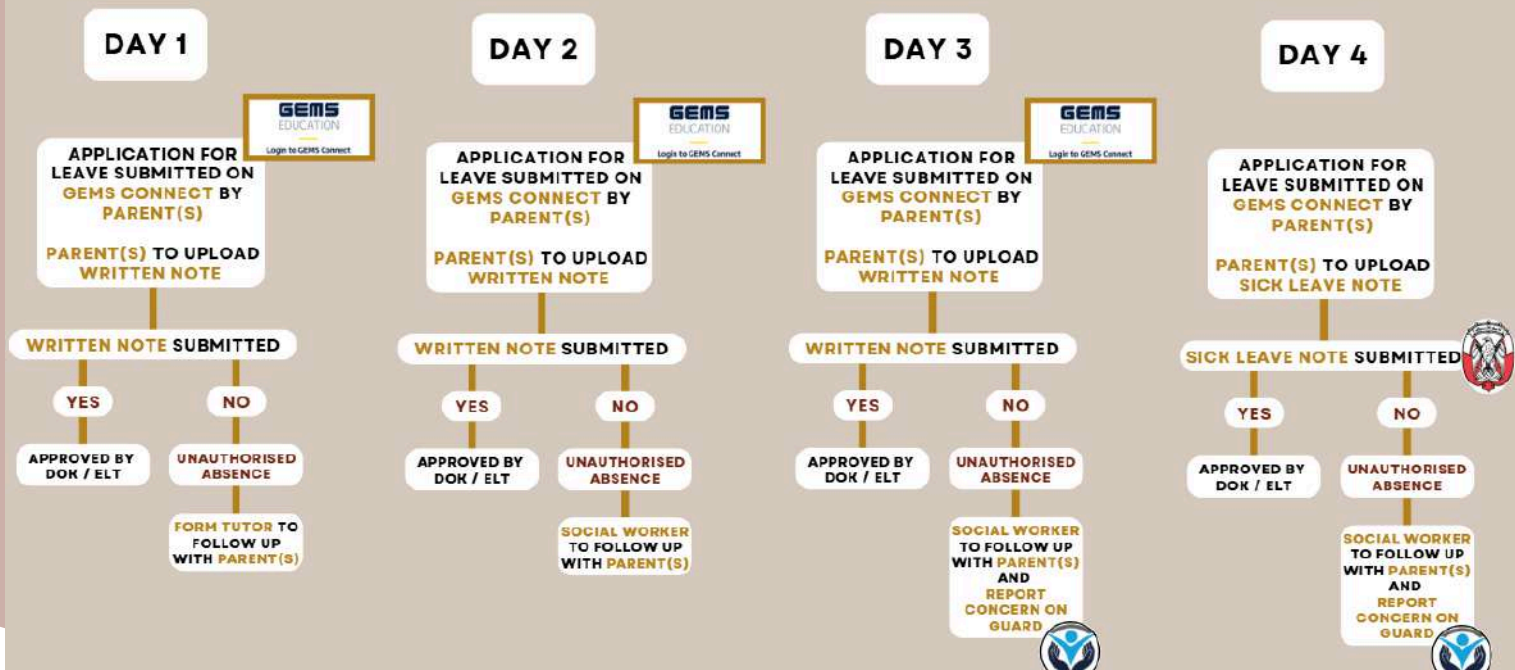 DAY 1
GEMS
EDUCATION
Login to GEMS Connect
APPLICATION FOR
LEAVE SUBMITTED ON
GEMS CONNECT BY
PARENT(S)
PARENT(S) TO UPLOAD
WRITTEN NOTE
WRITTEN NOTE SUBMITTED
YES
NO
APPROVED BY
DOK / ELT
UNAUTHORISED
ABSENCE
FORM TUTOR TO
FOLLOW UP
WITH PARENT(S)
DAY 2
GEMS
EDUCATION
Login to GEMS Connect
APPLICATION FOR
LEAVE SUBMITTED ON
GEMS CONNECT BY
PARENT(S)
PARENT(S) TO UPLOAD
WRITTEN NOTE
WRITTEN NOTE SUBMITTED
YES
NO
APPROVED BY
DOK / ELT
UNAUTHORISED
ABSENCE
SOCIAL WORKER
TO FOLLOW UP
WITH PARENT(S)
DAY 3
GEMS
EDUCATION
Login to GEMS Connect
APPLICATION FOR
LEAVE SUBMITTED ON
GEMS CONNECT BY
PARENT(S)
PARENT(S) TO UPLOAD
WRITTEN NOTE
WRITTEN NOTE SUBMITTED
YES
NO
APPROVED BY
DOK / ELT
UNAUTHORISED
ABSENCE
SOCIAL WORKER
TO FOLLOW UP
WITH PARENT(S)
AND
REPORT
CONCERN ON
GUARD
DAY 4
APPLICATION FOR
LEAVE SUBMITTED ON
GEMS CONNECT BY
PARENT(S)
PARENT(S) TO UPLOAD
SICK LEAVE NOTE
SICK LEAVE NOTE SUBMITTED
YES
NO
APPROVED BY
DOK / ELT
UNAUTHORISED
ABSENCE
SOCIAL WORKER
TO FOLLOW UP
WITH PARENT(S)
AND
REPORT
CONCERN ON
GUARD